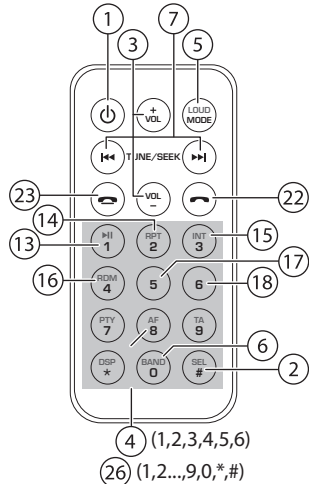 1 3 7 5
LOUD
+
VOL MODE
TUNE/SEEK
23 VOL
- 22
14
13 RPT INT 15
1 2 3
17
16 RDM
4 5 6 18
PTY AF TA
7 8 9
6
DSP BAND SEL
* 0 # 2
4 (1,2,3,4,5,6)
26 (1,2...,9,0,*,#)